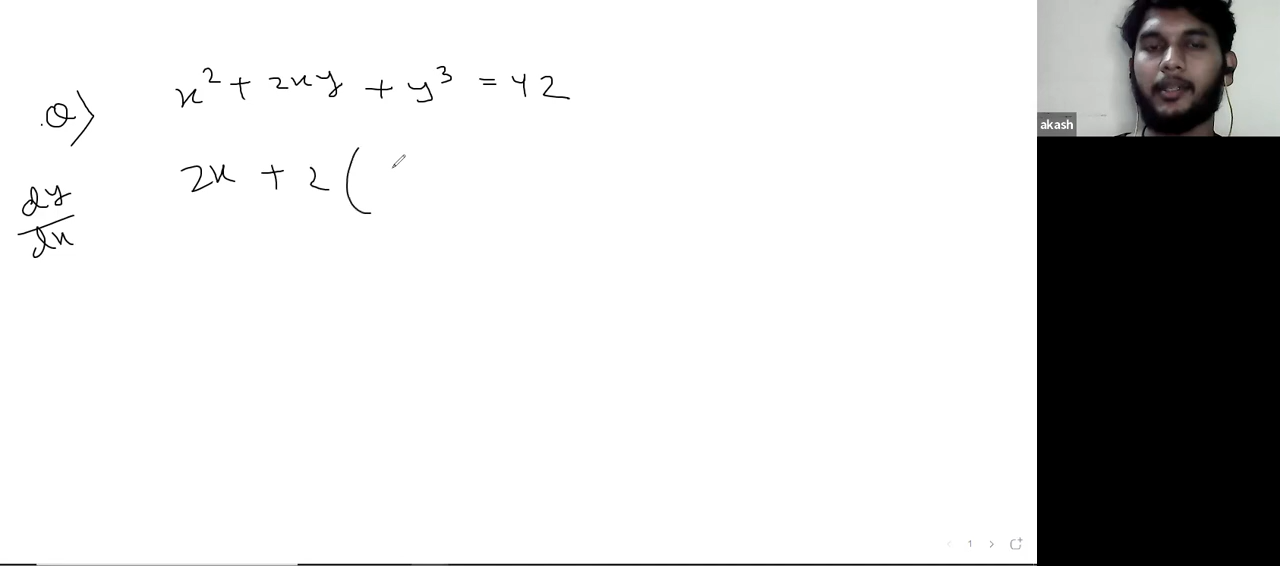 Q) x² + 2xy + y³ = 42
dy/dx 2x + 2(
akash
1